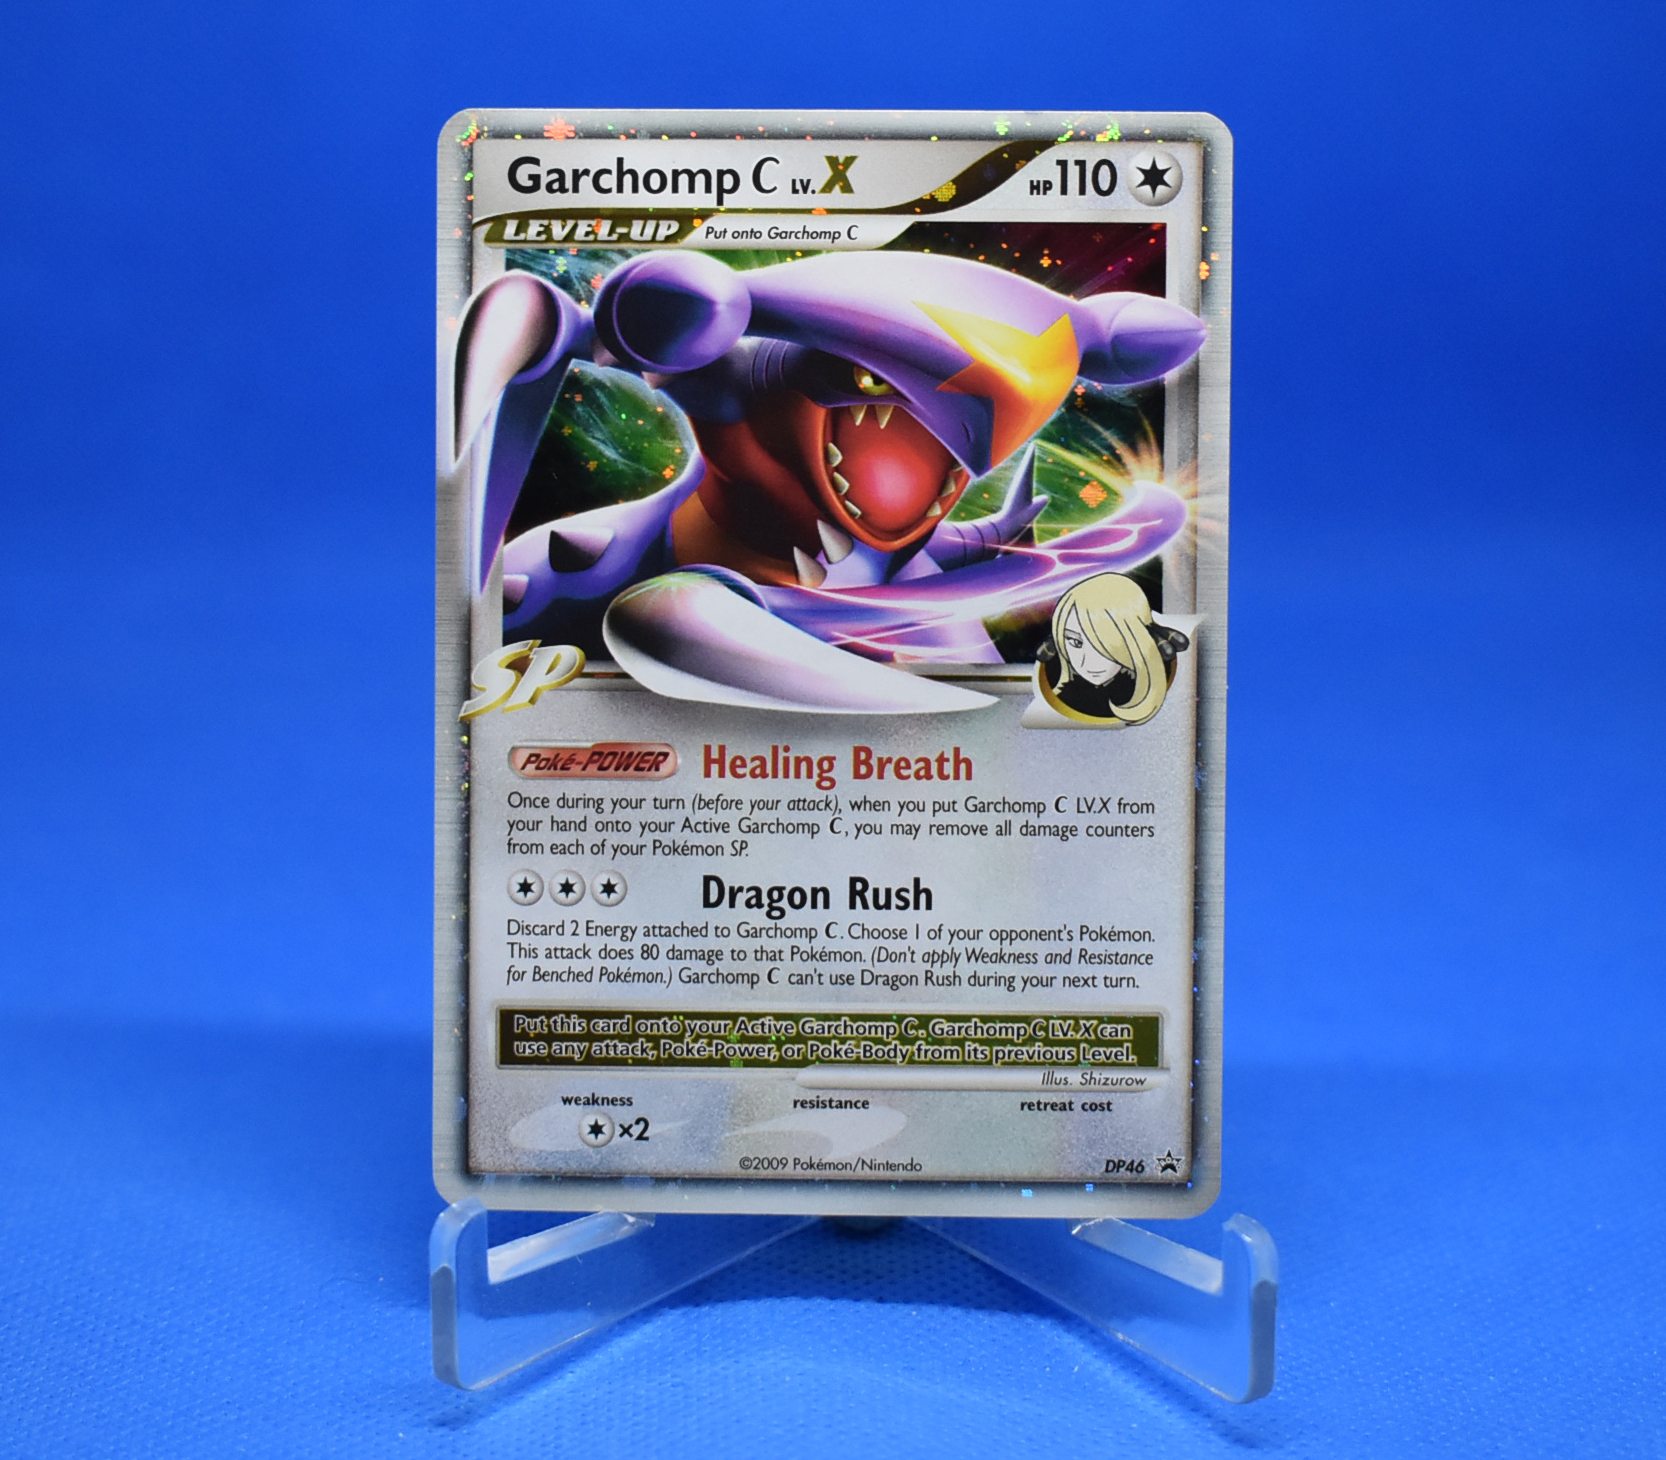 Garchomp C LV.X HP110
LEVEL-UP Put onto Garchomp C
SP
Poké-POWER Healing Breath
Once during your turn (before your attack), when you put Garchomp C LV.X from
your hand onto your Active Garchomp C, you may remove all damage counters
from each of your Pokémon SP.
Dragon Rush
Discard 2 Energy attached to Garchomp C. Choose 1 of your opponent's Pokémon.
This attack does 80 damage to that Pokémon. (Don't apply Weakness and Resistance
for Benched Pokémon.) Garchomp C can't use Dragon Rush during your next turn.
Put this card onto your Active Garchomp C. Garchomp C LV. X can
use any attack, Poké-Power, or Poké-Body from its previous Level.
Illus. Shizurow
weakness resistance retreat cost
×2
©2009 Pokémon/Nintendo DP46